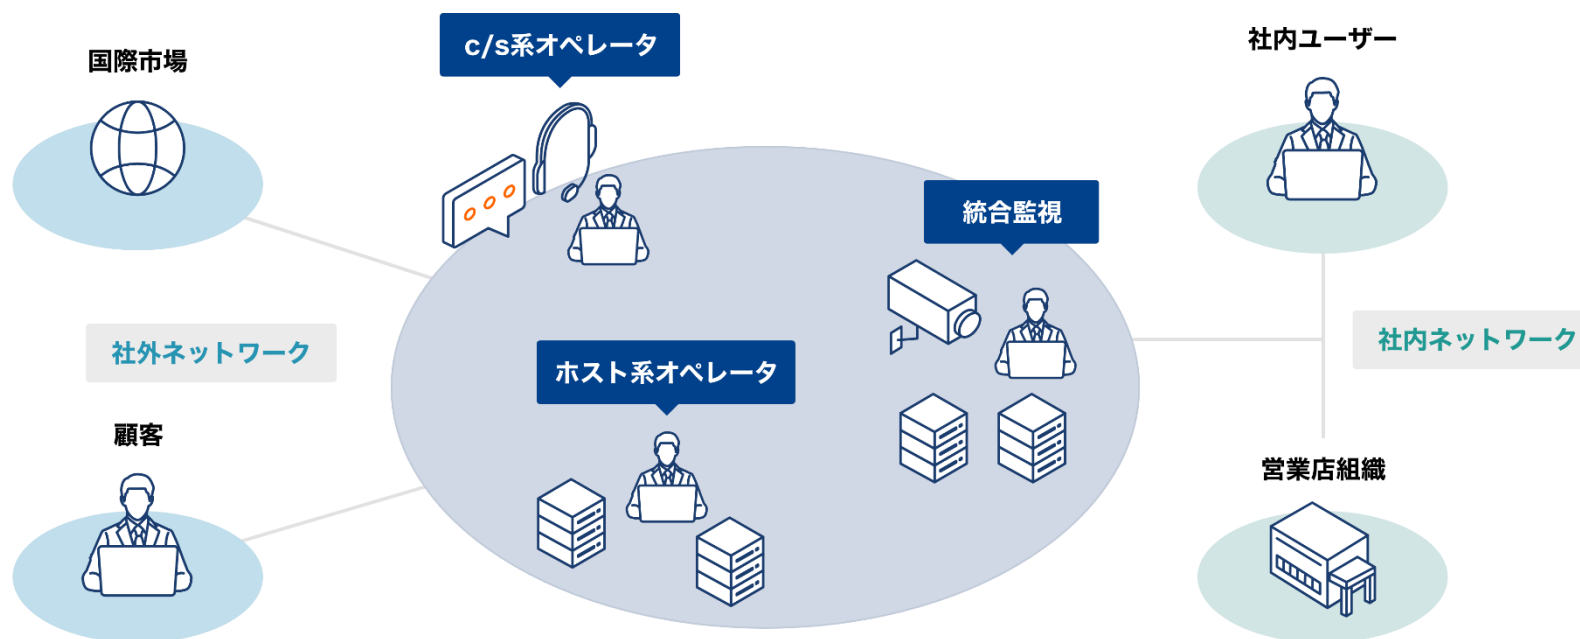 国際市場
c/s系オペレータ
社内ユーザー
統合監視
社外ネットワーク
ホスト系オペレータ
社内ネットワーク
顧客
営業店組織